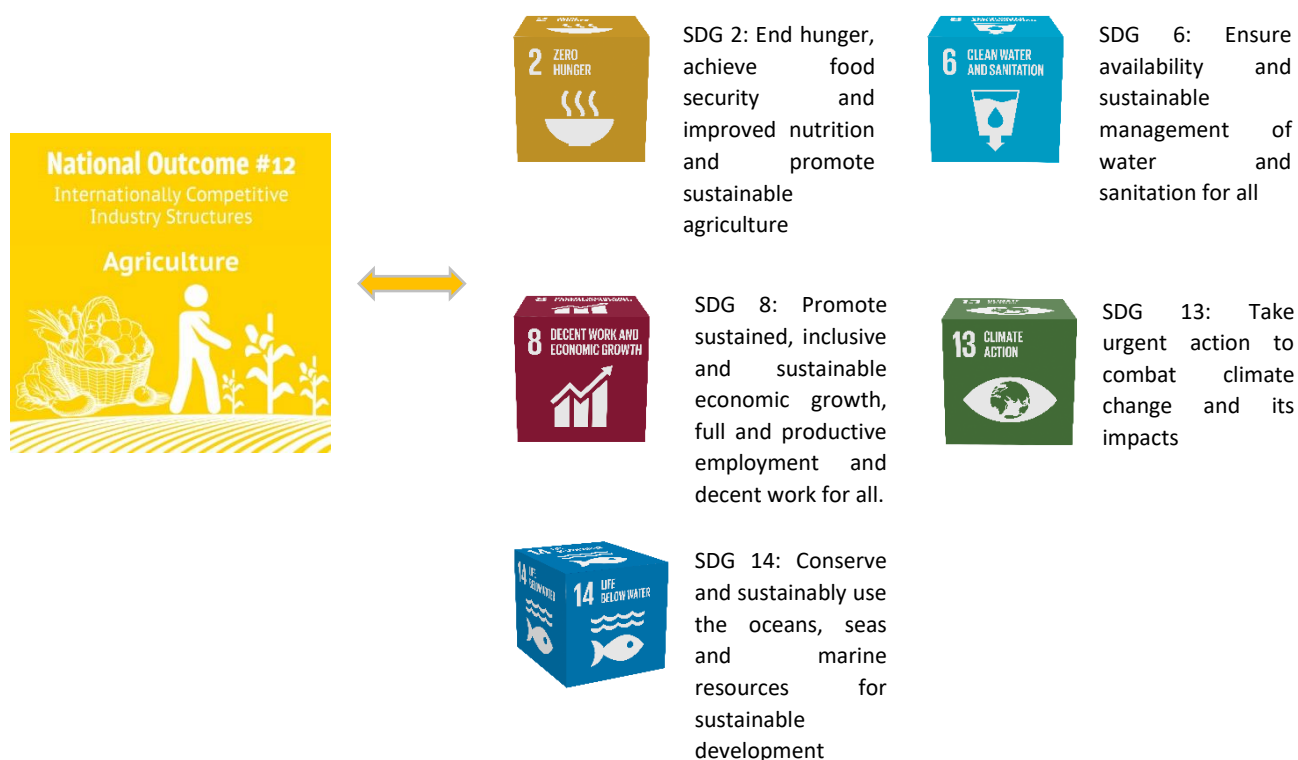 National Outcome #12
Internationally Competitive
Industry Structures
Agriculture
2 ZERO
HUNGER
SDG 2: End hunger,
achieve food
security and
improved nutrition
and promote
sustainable
agriculture
6 CLEAN WATER
AND SANITATION
SDG 6: Ensure
availability and
sustainable
management of
water and
sanitation for all
8 DECENT WORK AND
ECONOMIC GROWTH
SDG 8: Promote
sustained, inclusive
and sustainable
economic growth,
full and productive
employment and
decent work for all.
13 CLIMATE
ACTION
SDG 13: Take
urgent action to
combat climate
change and its
impacts
14 LIFE
BELOW WATER
14 LIFE
BELOW WATER
SDG 14: Conserve
and sustainably use
the oceans, seas
and marine
resources for
sustainable
development